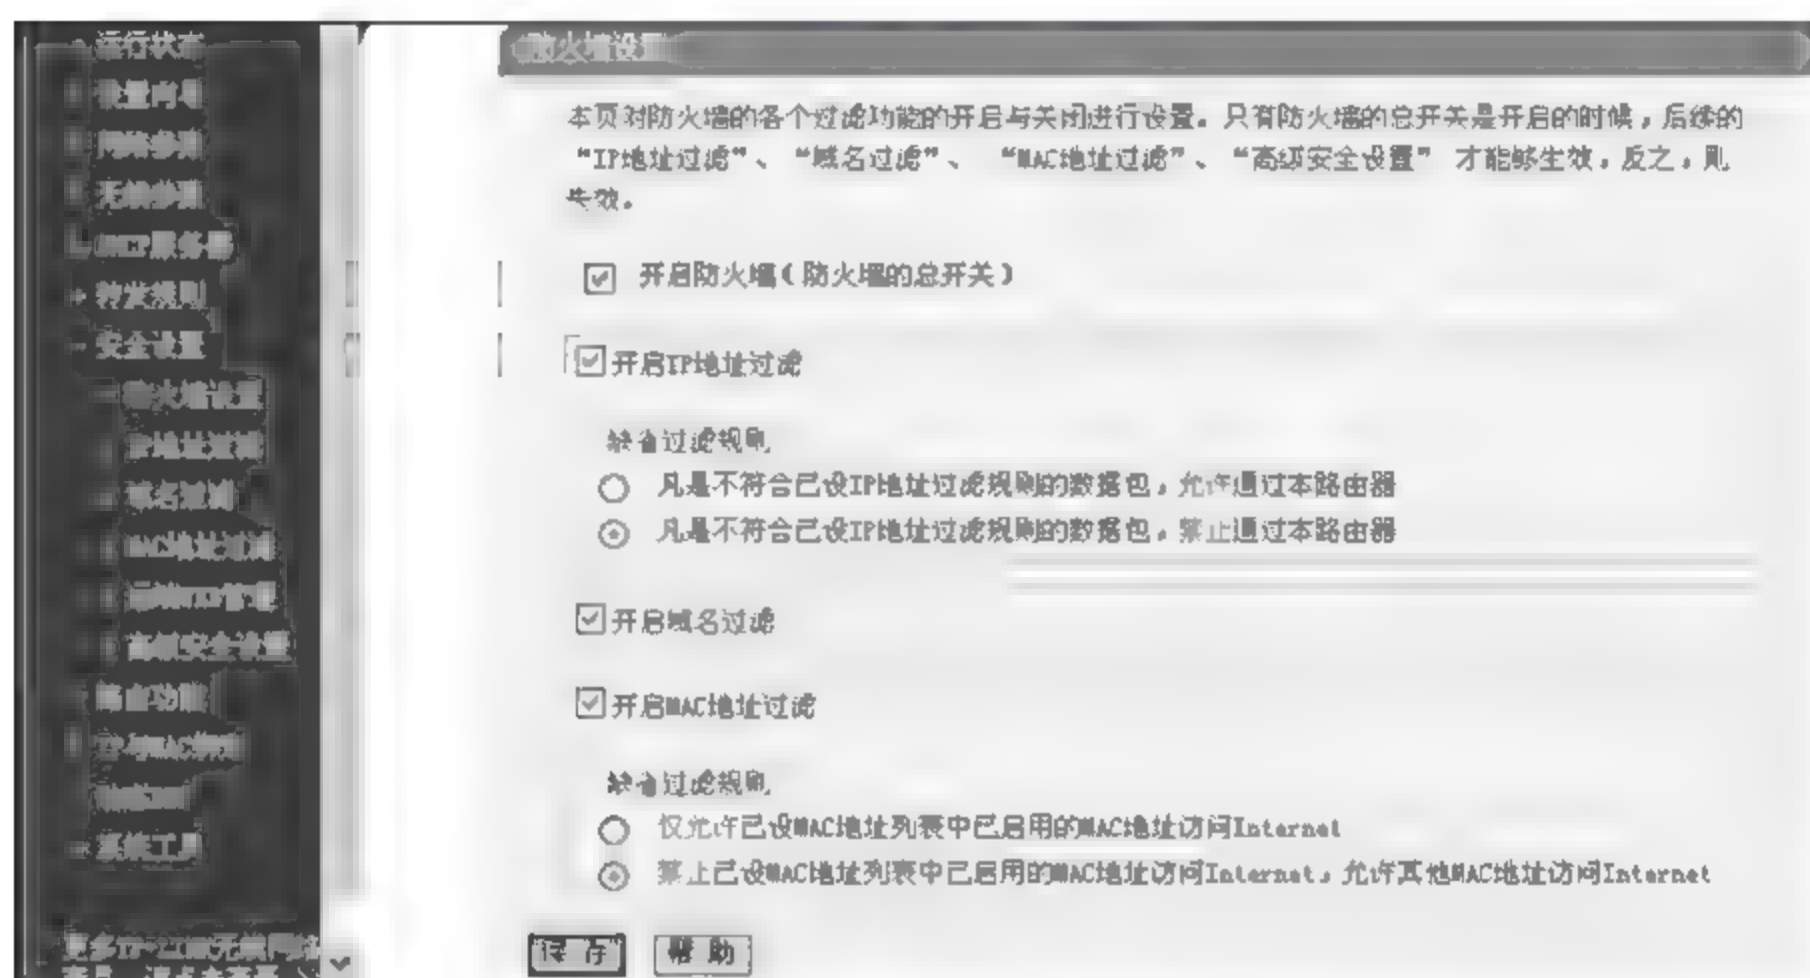 运行状态
设置向导
网络参数
无线参数
DHCP服务器
转发规则
安全设置
防火墙设置
IP地址过滤
域名过滤
MAC地址过滤
远端WEB管理
高级安全设置
路由功能
系统工具
防火墙设置
本页对防火墙的各个过滤功能的开启与关闭进行设置。只有防火墙的总开关是开启的时候，后续的
“IP地址过滤”、“域名过滤”、“MAC地址过滤”、“高级安全设置” 才能够生效，反之，则
失效。
开启防火墙（防火墙的总开关）
开启IP地址过滤
缺省过滤规则
凡是不符合已设IP地址过滤规则的数据包，允许通过本路由器
凡是不符合已设IP地址过滤规则的数据包，禁止通过本路由器
开启域名过滤
开启MAC地址过滤
缺省过滤规则
仅允许已设MAC地址列表中已启用的MAC地址访问Internet
禁止已设MAC地址列表中已启用的MAC地址访问Internet，允许其他MAC地址访问Internet
保 存
帮 助